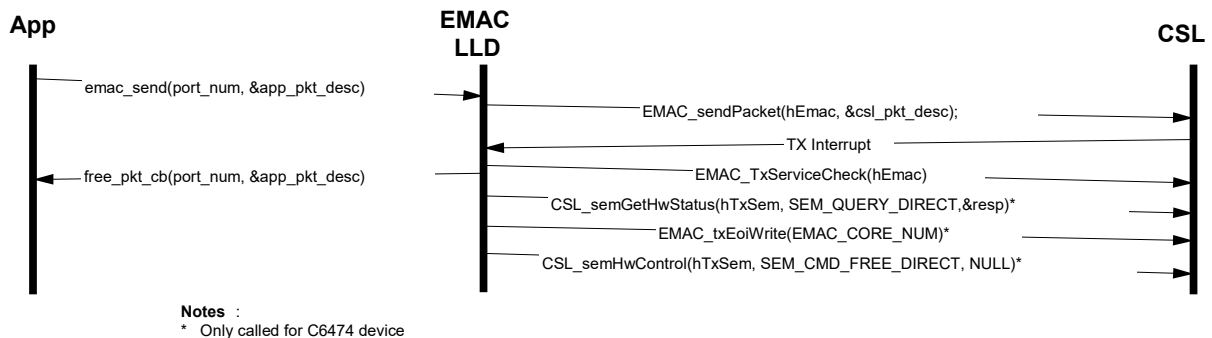 App
EMAC
LLD
CSL
emac_send(port_num, &app_pkt_desc)
EMAC_sendPacket(hEmac, &csl_pkt_desc);
TX Interrupt
free_pkt_cb(port_num, &app_pkt_desc)
EMAC_TxServiceCheck(hEmac)
CSL_semGetHwStatus(hTxSem, SEM_QUERY_DIRECT,&resp)*
EMAC_txEoiWrite(EMAC_CORE_NUM)*
CSL_semHwControl(hTxSem, SEM_CMD_FREE_DIRECT, NULL)*
Notes :
* Only called for C6474 device